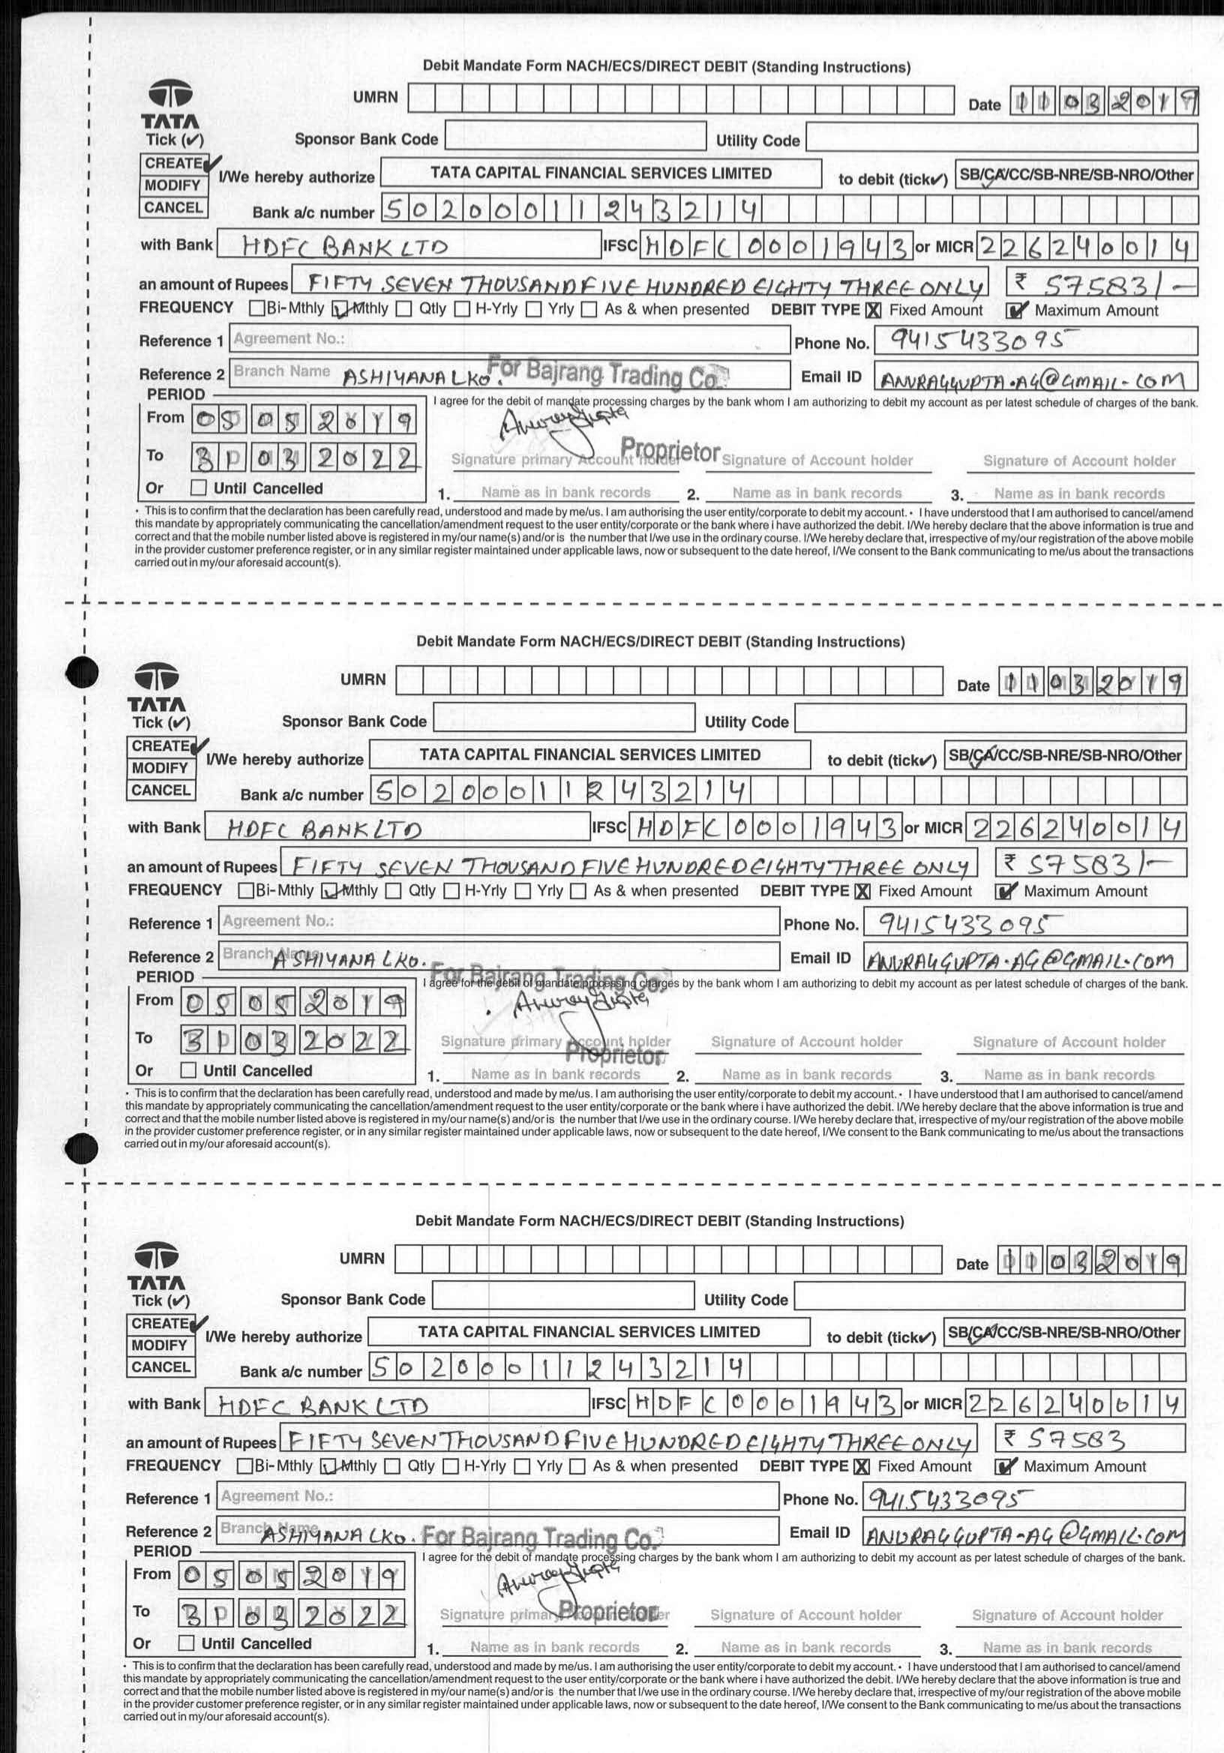 Debit Mandate Form NACH/ECS/DIRECT DEBIT (Standing Instructions)
UMRN Date 11032019
TATA
Tick (✓) Sponsor Bank Code Utility Code
CREATE ✓
MODIFY
CANCEL
I/We hereby authorize TATA CAPITAL FINANCIAL SERVICES LIMITED to debit (tick✓) SB/CA/CC/SB-NRE/SB-NRO/Other
Bank a/c number 50200011243214
with Bank HDFC BANK LTD IFSC HDFC0001943 or MICR 226240014
an amount of Rupees FIFTY SEVEN THOUSAND FIVE HUNDRED EIGHTY THREE ONLY ₹ 57583/-
FREQUENCY Bi-Mthly Mthly Qtly H-Yrly Yrly As & when presented DEBIT TYPE X Fixed Amount ✓ Maximum Amount
Reference 1 Agreement No.: Phone No. 9415433095
Reference 2 Branch Name ASHIYANA LKO. For Bajrang Trading Co. Email ID ANURAGGUPTA.AG@GMAIL.COM
PERIOD I agree for the debit of mandate processing charges by the bank whom I am authorizing to debit my account as per latest schedule of charges of the bank.
From 05052019
To 31032022 Proprietor
Signature primary Account holder Signature of Account holder Signature of Account holder
Or Until Cancelled 1. Name as in bank records 2. Name as in bank records 3. Name as in bank records
• This is to confirm that the declaration has been carefully read, understood and made by me/us. I am authorising the user entity/corporate to debit my account. • I have understood that I am authorised to cancel/amend
this mandate by appropriately communicating the cancellation/amendment request to the user entity/corporate or the bank where i have authorized the debit. I/We hereby declare that the above information is true and
correct and that the mobile number listed above is registered in my/our name(s) and/or is the number that I/we use in the ordinary course. I/We hereby declare that, irrespective of my/our registration of the above mobile
in the provider customer preference register, or in any similar register maintained under applicable laws, now or subsequent to the date hereof, I/We consent to the Bank communicating to me/us about the transactions
carried out in my/our aforesaid account(s).
Debit Mandate Form NACH/ECS/DIRECT DEBIT (Standing Instructions)
UMRN Date 11032019
TATA
Tick (✓) Sponsor Bank Code Utility Code
CREATE ✓
MODIFY
CANCEL
I/We hereby authorize TATA CAPITAL FINANCIAL SERVICES LIMITED to debit (tick✓) SB/CA/CC/SB-NRE/SB-NRO/Other
Bank a/c number 50200011243214
with Bank HDFC BANK LTD IFSC HDFC0001943 or MICR 226240014
an amount of Rupees FIFTY SEVEN THOUSAND FIVE HUNDRED EIGHTY THREE ONLY ₹ 57583/-
FREQUENCY Bi-Mthly Mthly Qtly H-Yrly Yrly As & when presented DEBIT TYPE X Fixed Amount ✓ Maximum Amount
Reference 1 Agreement No.: Phone No. 9415433095
Reference 2 Branch Name ASHIYANA LKO. Email ID ANURAGGUPTA.AG@GMAIL.COM
For Bajrang Trading Co.
PERIOD I agree for the debit of mandate processing charges by the bank whom I am authorizing to debit my account as per latest schedule of charges of the bank.
From 05052019
To 31032022
Signature primary Account holder Signature of Account holder Signature of Account holder
Proprietor
Or Until Cancelled 1. Name as in bank records 2. Name as in bank records 3. Name as in bank records
• This is to confirm that the declaration has been carefully read, understood and made by me/us. I am authorising the user entity/corporate to debit my account. • I have understood that I am authorised to cancel/amend
this mandate by appropriately communicating the cancellation/amendment request to the user entity/corporate or the bank where i have authorized the debit. I/We hereby declare that the above information is true and
correct and that the mobile number listed above is registered in my/our name(s) and/or is the number that I/we use in the ordinary course. I/We hereby declare that, irrespective of my/our registration of the above mobile
in the provider customer preference register, or in any similar register maintained under applicable laws, now or subsequent to the date hereof, I/We consent to the Bank communicating to me/us about the transactions
carried out in my/our aforesaid account(s).
Debit Mandate Form NACH/ECS/DIRECT DEBIT (Standing Instructions)
UMRN Date 11032019
TATA
Tick (✓) Sponsor Bank Code Utility Code
CREATE ✓
MODIFY
CANCEL
I/We hereby authorize TATA CAPITAL FINANCIAL SERVICES LIMITED to debit (tick✓) SB/CA/CC/SB-NRE/SB-NRO/Other
Bank a/c number 50200011243214
with Bank HDFC BANK LTD IFSC HDFC0001943 or MICR 226240014
an amount of Rupees FIFTY SEVEN THOUSAND FIVE HUNDRED EIGHTY THREE ONLY ₹ 57583
FREQUENCY Bi-Mthly Mthly Qtly H-Yrly Yrly As & when presented DEBIT TYPE X Fixed Amount ✓ Maximum Amount
Reference 1 Agreement No.: Phone No. 9415433095
Reference 2 Branch Name ASHIYANA LKO. For Bajrang Trading Co. Email ID ANURAGGUPTA-AG@GMAIL.COM
PERIOD I agree for the debit of mandate processing charges by the bank whom I am authorizing to debit my account as per latest schedule of charges of the bank.
From 05052019
To 31032022 Proprietor
Signature primary Account holder Signature of Account holder Signature of Account holder
Or Until Cancelled 1. Name as in bank records 2. Name as in bank records 3. Name as in bank records
• This is to confirm that the declaration has been carefully read, understood and made by me/us. I am authorising the user entity/corporate to debit my account. • I have understood that I am authorised to cancel/amend
this mandate by appropriately communicating the cancellation/amendment request to the user entity/corporate or the bank where i have authorized the debit. I/We hereby declare that the above information is true and
correct and that the mobile number listed above is registered in my/our name(s) and/or is the number that I/we use in the ordinary course. I/We hereby declare that, irrespective of my/our registration of the above mobile
in the provider customer preference register, or in any similar register maintained under applicable laws, now or subsequent to the date hereof, I/We consent to the Bank communicating to me/us about the transactions
carried out in my/our aforesaid account(s).